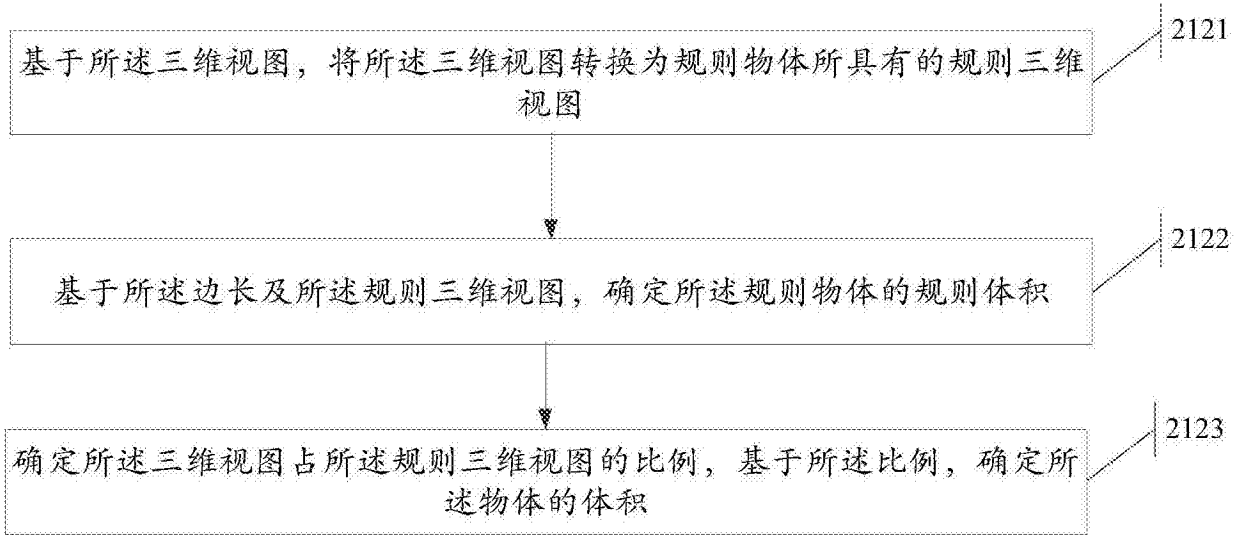 2121
基于所述三维视图，将所述三维视图转换为规则物体所具有的规则三维
视图
2122
基于所述边长及所述规则三维视图，确定所述规则物体的规则体积
2123
确定所述三维视图占所述规则三维视图的比例，基于所述比例，确定所
述物体的体积